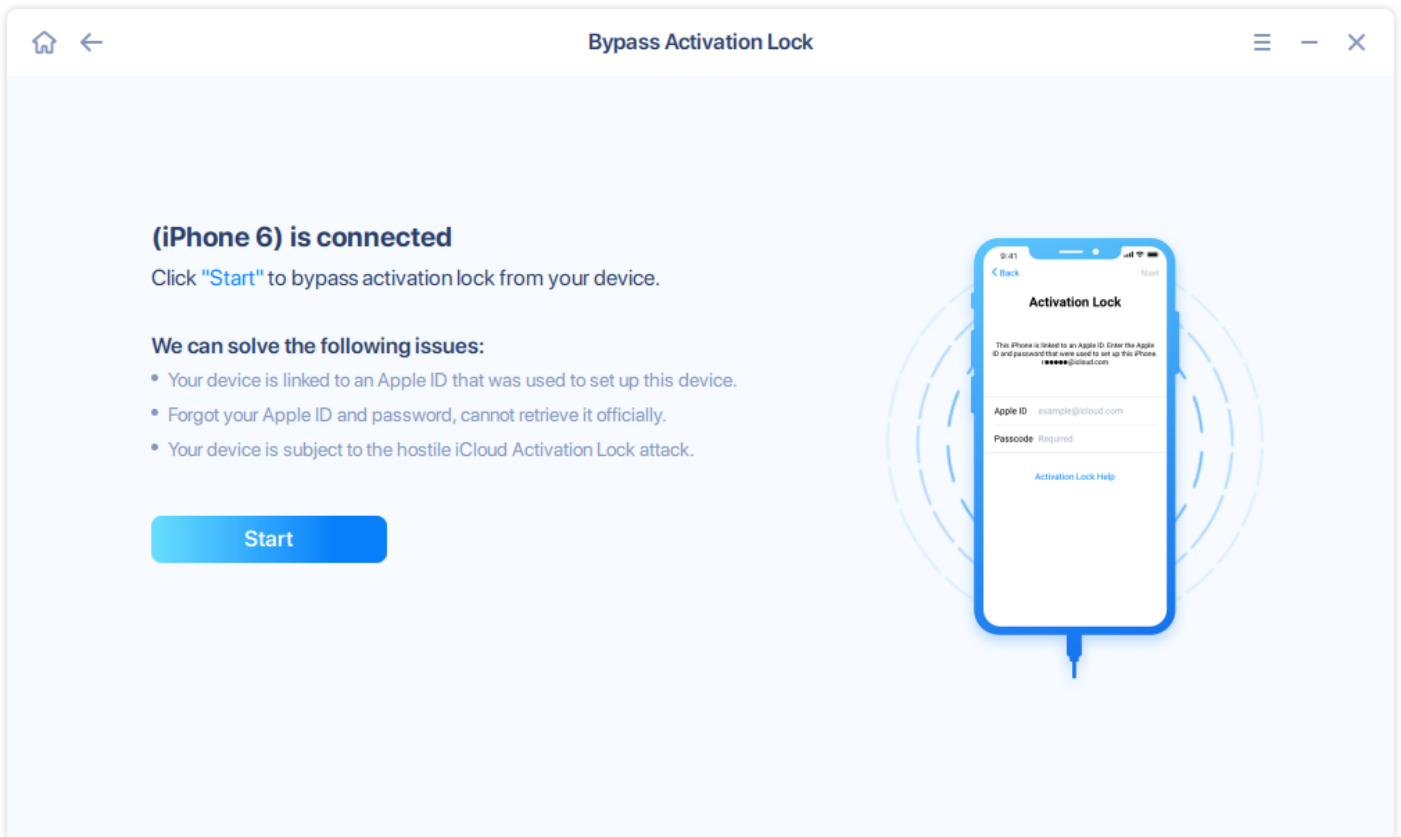 Bypass Activation Lock
(iPhone 6) is connected
Click "Start" to bypass activation lock from your device.
We can solve the following issues:
• Your device is linked to an Apple ID that was used to set up this device.
• Forgot your Apple ID and password, cannot retrieve it officially.
• Your device is subject to the hostile iCloud Activation Lock attack.
Start
9:41
Back
Activation Lock
This iPhone is linked to an Apple ID. Enter the Apple
ID and password that were used to set up this iPhone.
r●●●●●@icloud.com
Apple ID example@icloud.com
Passcode Required
Activation Lock Help